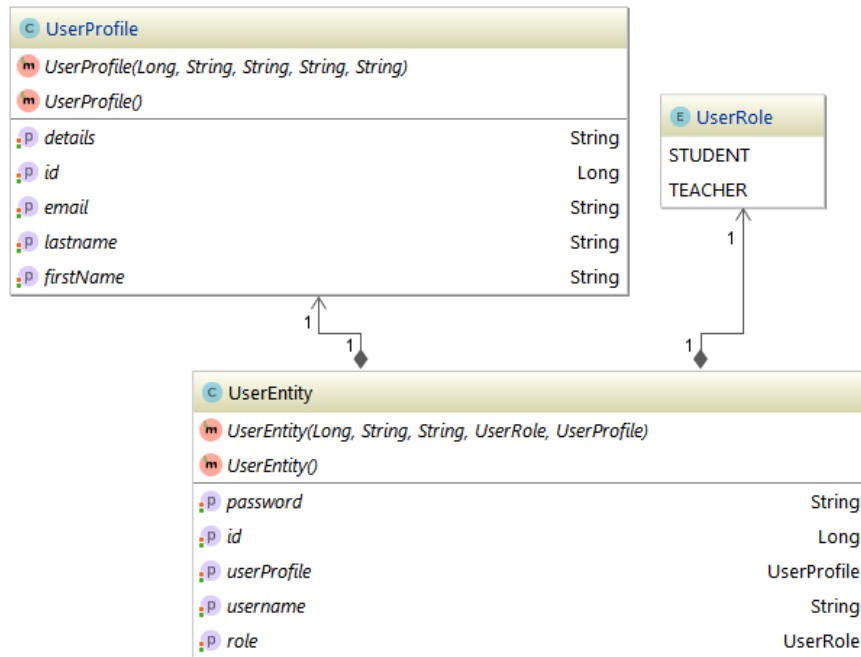 C UserProfile
m UserProfile(Long, String, String, String, String)
m UserProfile()
p details String
p id Long
p email String
p lastname String
p firstName String
E UserRole
STUDENT
TEACHER
1
1
1
1
C UserEntity
m UserEntity(Long, String, String, UserRole, UserProfile)
m UserEntity()
p password String
p id Long
p userProfile UserProfile
p username String
p role UserRole